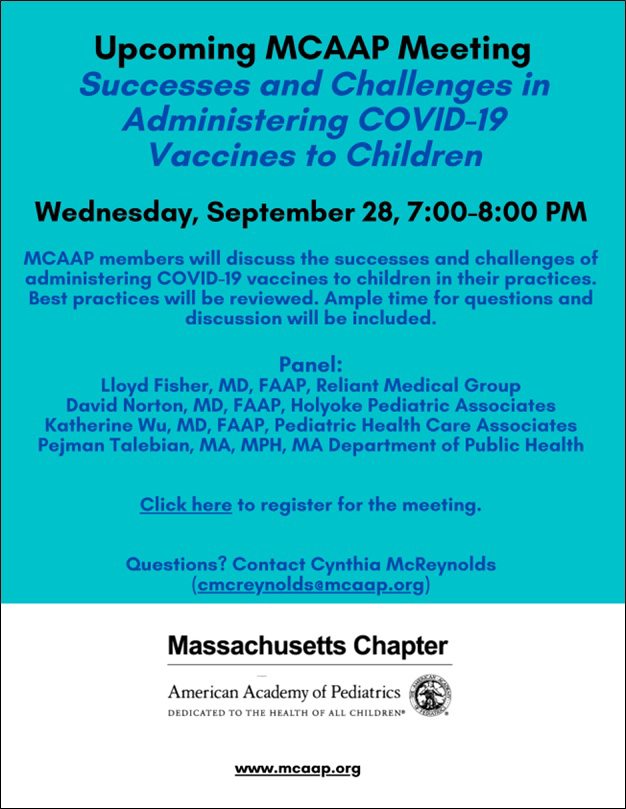 Upcoming MCAAP Meeting
Successes and Challenges in
Administering COVID-19
Vaccines to Children
Wednesday, September 28, 7:00-8:00 PM
MCAAP members will discuss the successes and challenges of
administering COVID-19 vaccines to children in their practices.
Best practices will be reviewed. Ample time for questions and
discussion will be included.
Panel:
Lloyd Fisher, MD, FAAP, Reliant Medical Group
David Norton, MD, FAAP, Holyoke Pediatric Associates
Katherine Wu, MD, FAAP, Pediatric Health Care Associates
Pejman Talebian, MA, MPH, MA Department of Public Health
Click here to register for the meeting.
Questions? Contact Cynthia McReynolds
(cmcreynolds@mcaap.org)
Massachusetts Chapter
American Academy of Pediatrics
DEDICATED TO THE HEALTH OF ALL CHILDREN®
www.mcaap.org